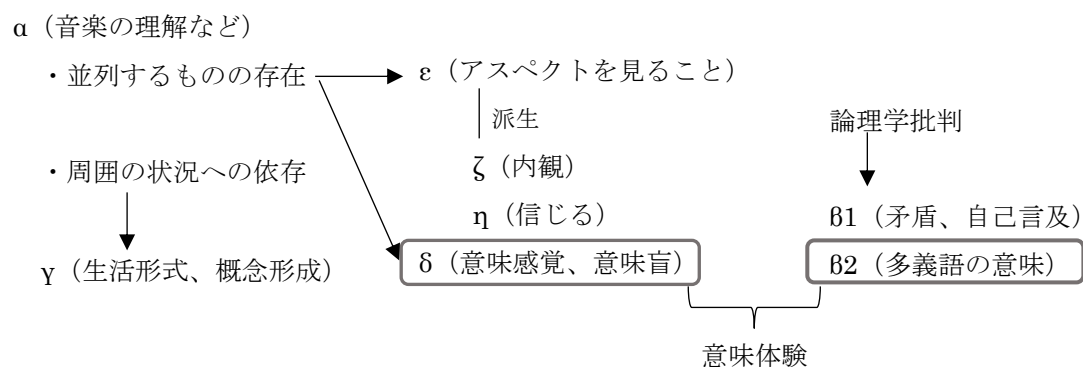 α（音楽の理解など）
・並列するものの存在
ε（アスペクトを見ること）
派生
論理学批判
・周囲の状況への依存
ζ（内観）
η（信じる）
β1（矛盾、自己言及）
γ（生活形式、概念形成）
δ（意味感覚、意味盲）
β2（多義語の意味）
意味体験